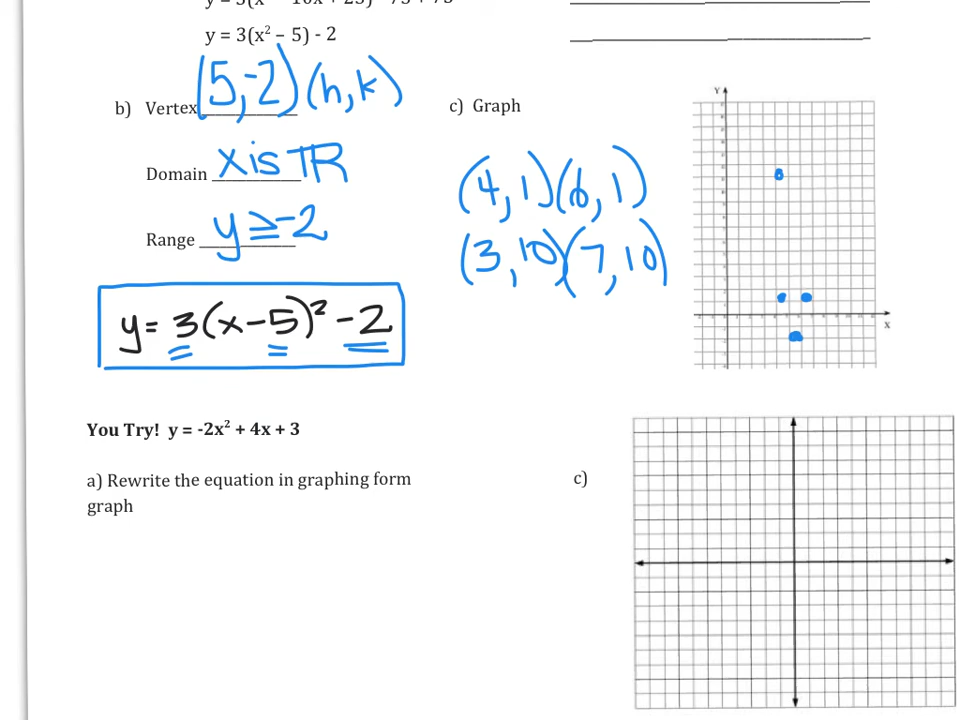 y = 3(x² – 5) - 2
b) Vertex (5,-2) (h,k)
c) Graph
Y
Domain x is ℝ
(4,1)(6,1)
Range y ≥ -2
(3,10)(7,10)
y = 3(x-5)² -2
x
You Try! y = -2x² + 4x + 3
a) Rewrite the equation in graphing form
c)
graph